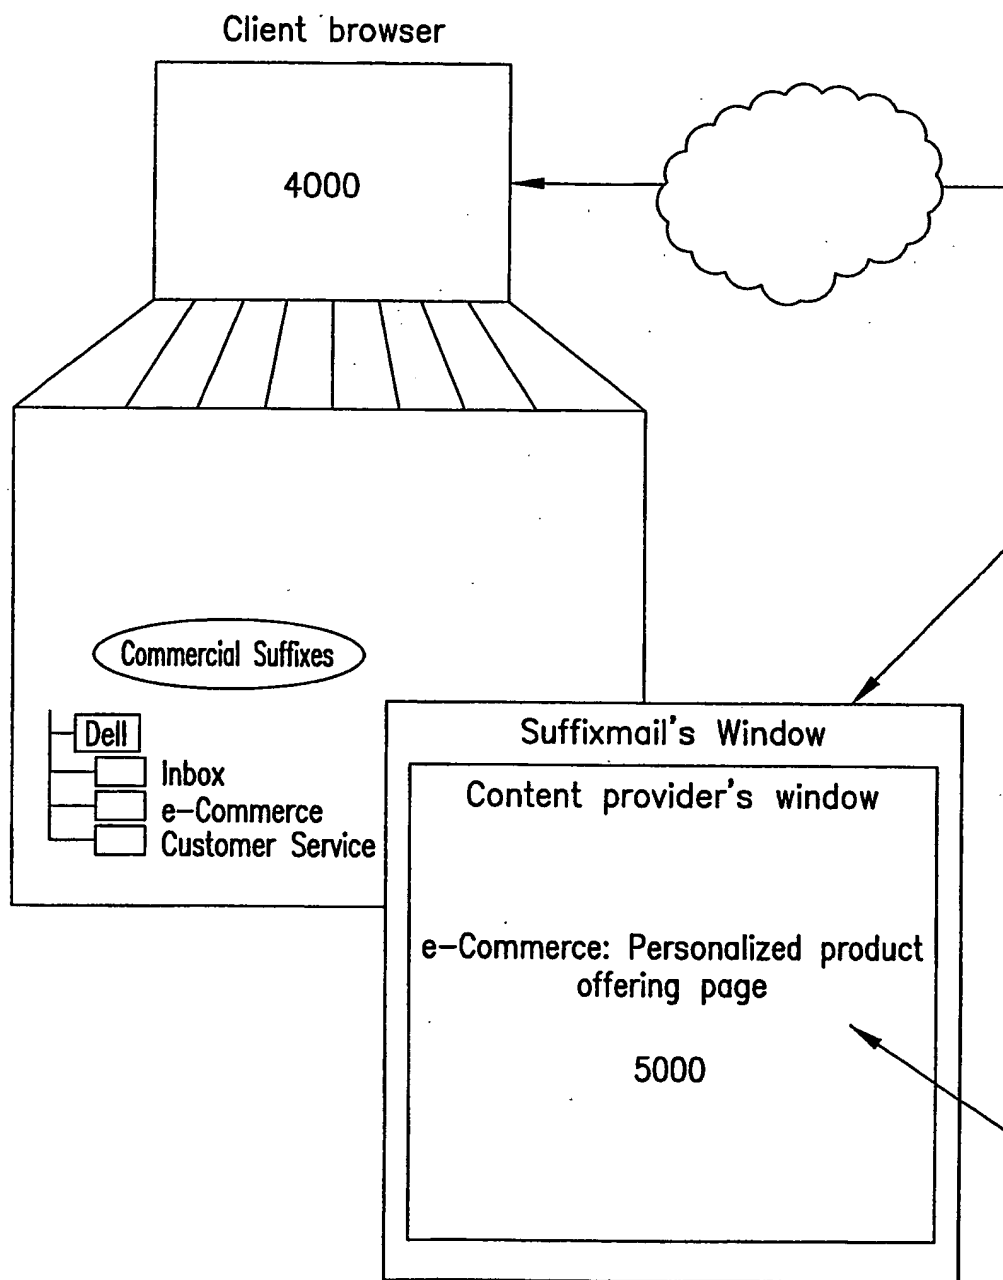 Client browser
4000
Commercial Suffixes
Dell
Inbox
e-Commerce
Customer Service
Suffixmail's Window
Content provider's window
e-Commerce: Personalized product
offering page
5000